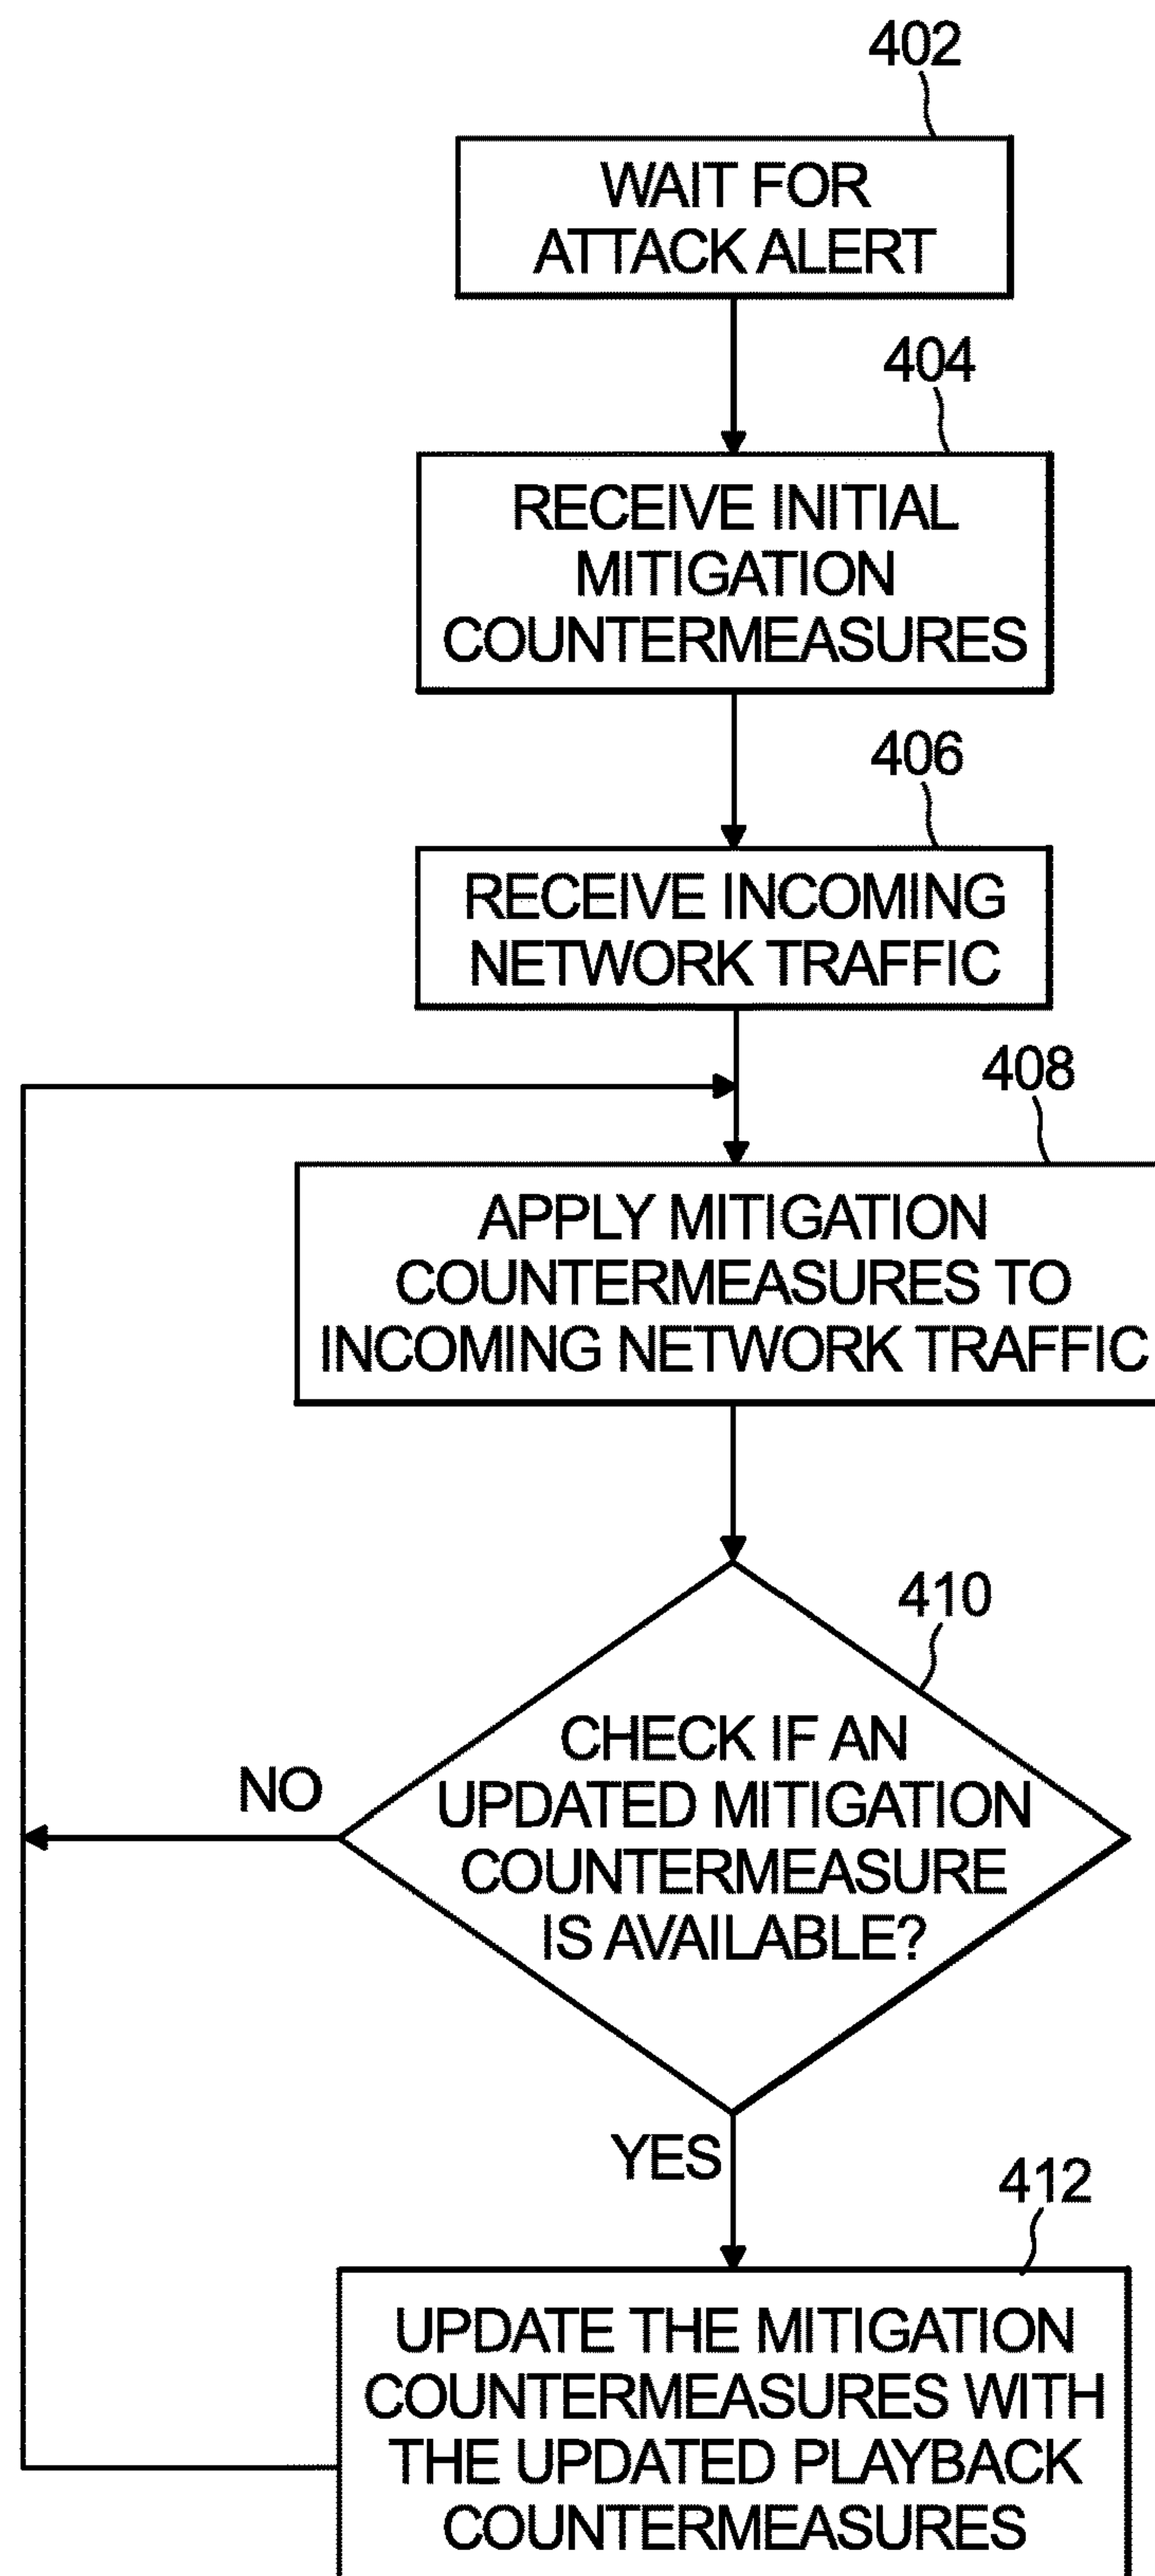 402
WAIT FOR
ATTACK ALERT
404
RECEIVE INITIAL
MITIGATION
COUNTERMEASURES
406
RECEIVE INCOMING
NETWORK TRAFFIC
408
APPLY MITIGATION
COUNTERMEASURES TO
INCOMING NETWORK TRAFFIC
410
CHECK IF AN
UPDATED MITIGATION
COUNTERMEASURE
IS AVAILABLE?
NO
YES
412
UPDATE THE MITIGATION
COUNTERMEASURES WITH
THE UPDATED PLAYBACK
COUNTERMEASURES